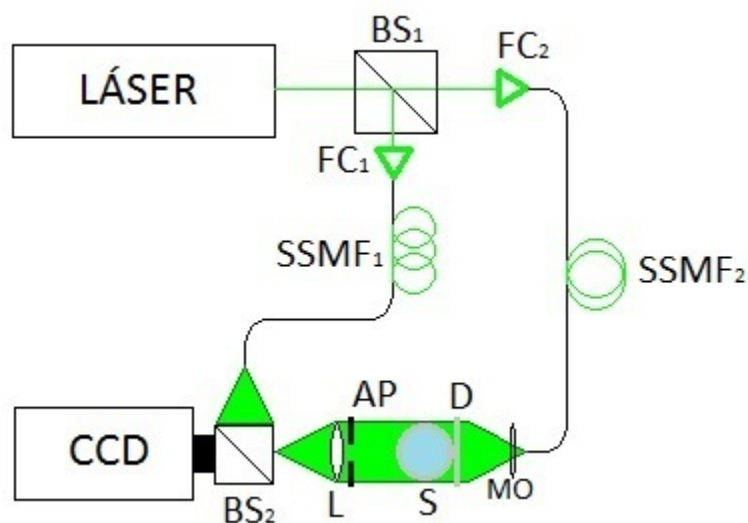 LÁSER
BS₁
FC₂
FC₁
SSMF₁
SSMF₂
AP
D
CCD
BS₂
L
S
MO